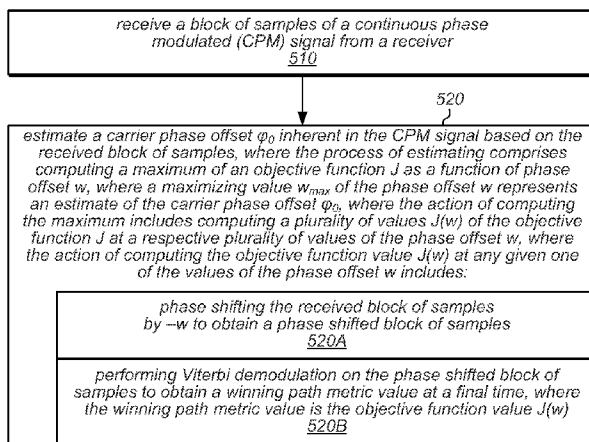 receive a block of samples of a continuous phase
modulated (CPM) signal from a receiver
510
520
estimate a carrier phase offset φ₀ inherent in the CPM signal based on the
received block of samples, where the process of estimating comprises
computing a maximum of an objective function J as a function of phase
offset w, where a maximizing value wmax of the phase offset w represents
an estimate of the carrier phase offset φ₀, where the action of computing
the maximum includes computing a plurality of values J(w) of the objective
function J at a respective plurality of values of the phase offset w, where
the action of computing the objective function value J(w) at any given one
of the values of the phase offset w includes:
phase shifting the received block of samples
by –w to obtain a phase shifted block of samples
520A
performing Viterbi demodulation on the phase shifted block of
samples to obtain a winning path metric value at a final time, where
the winning path metric value is the objective function value J(w)
520B